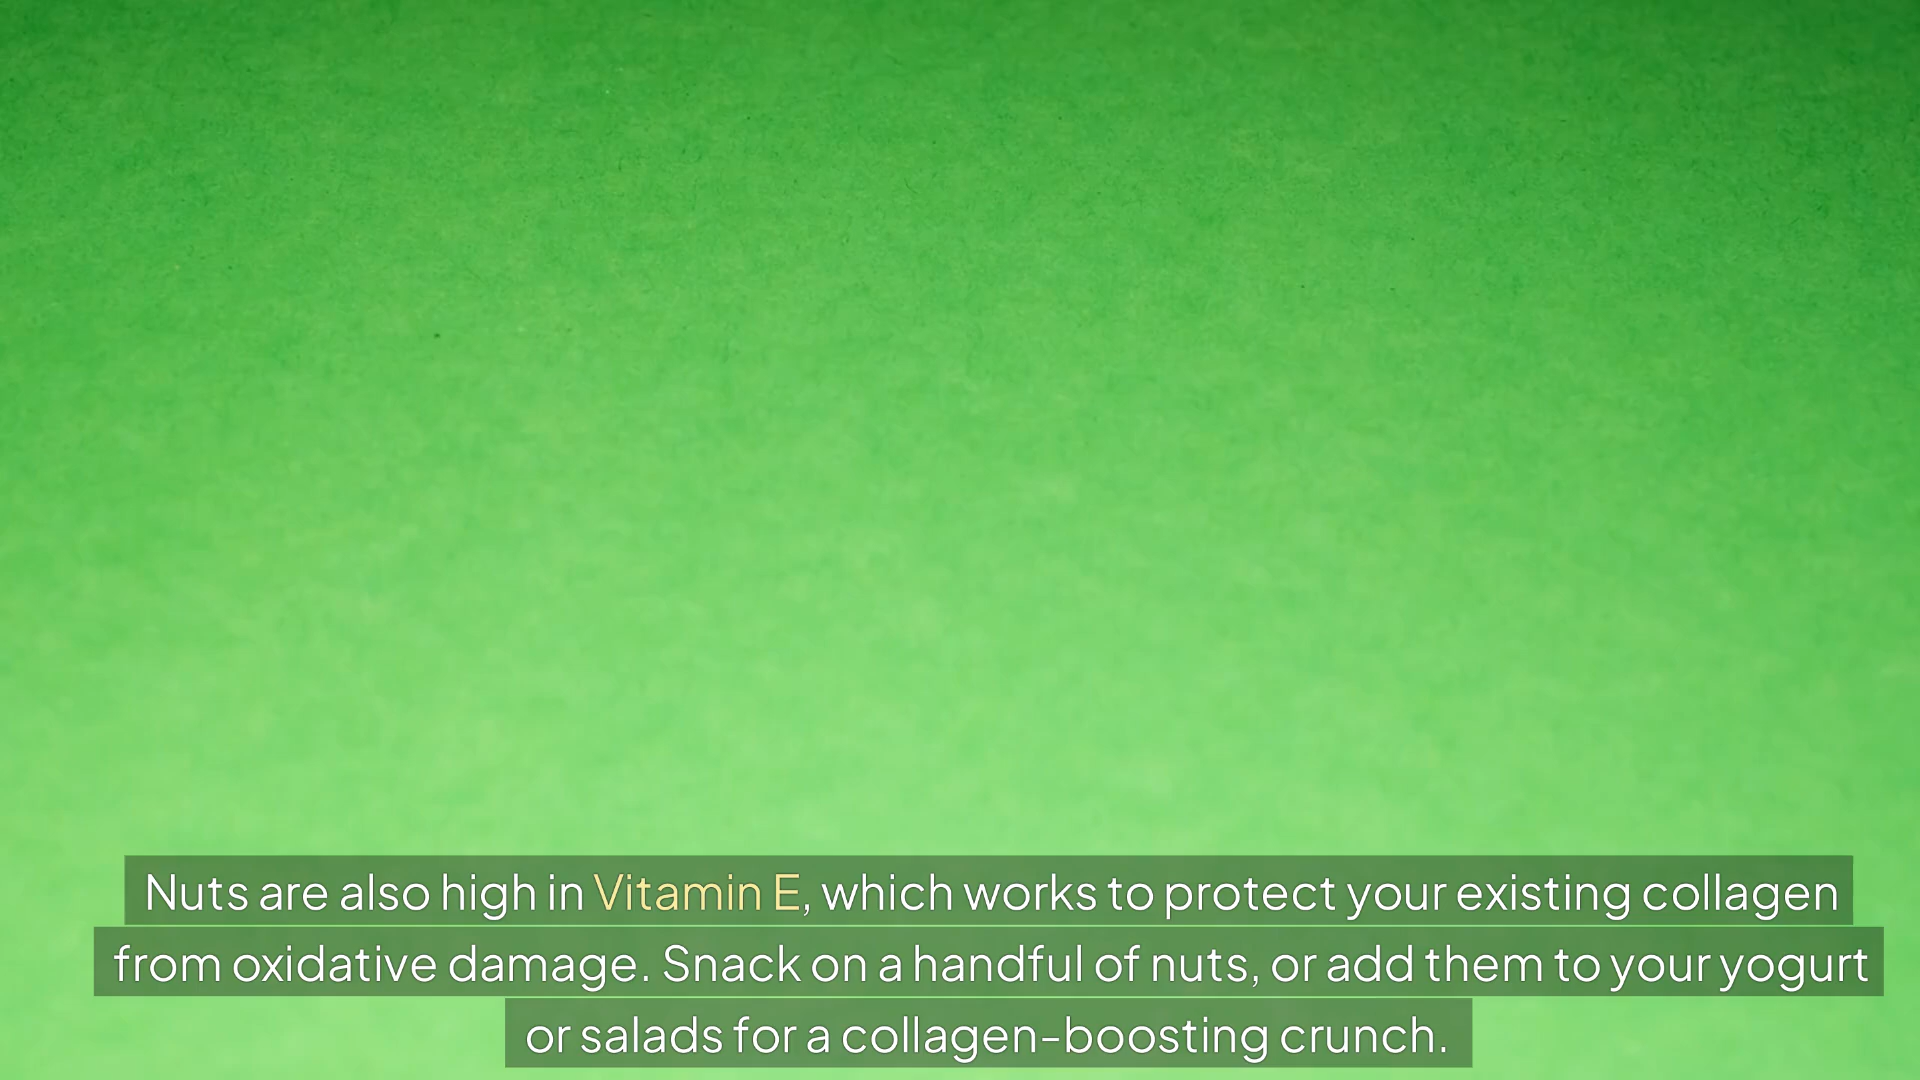 Nuts are also high in Vitamin E, which works to protect your existing collagen
from oxidative damage. Snack on a handful of nuts, or add them to your yogurt
or salads for a collagen-boosting crunch.